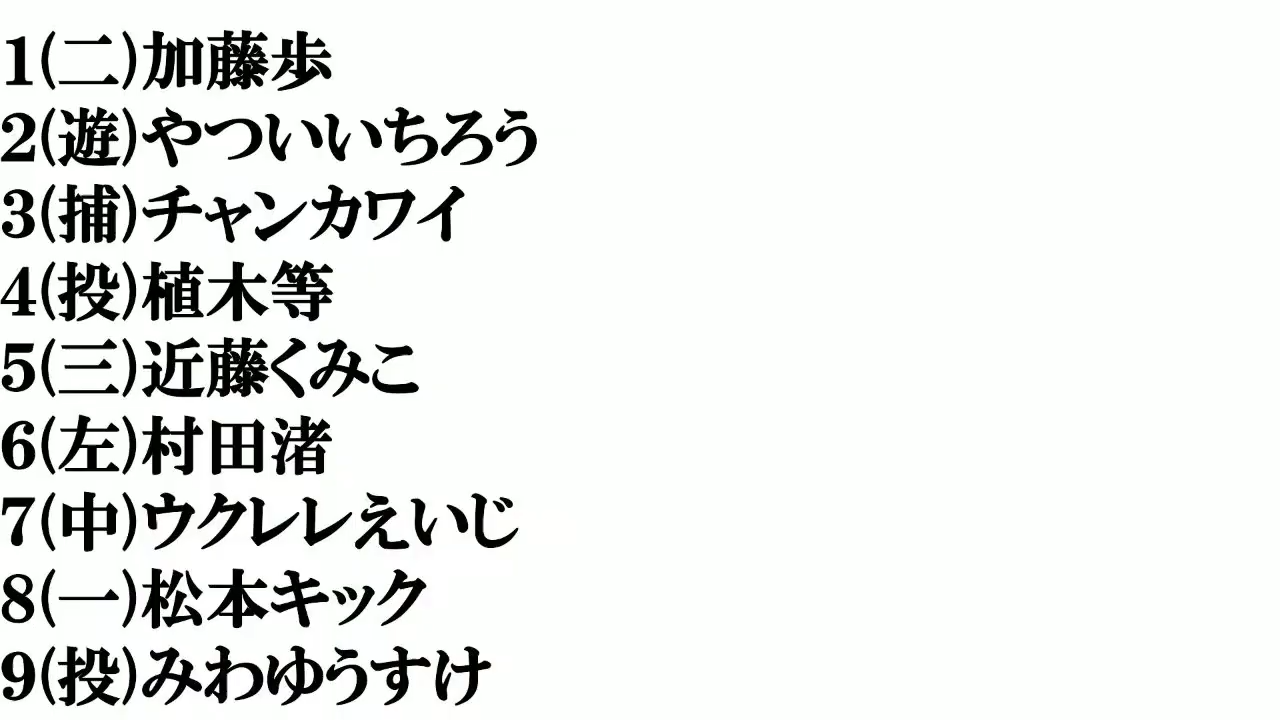 1(二)加藤歩
2(遊)やついいちろう
3(捕)チャンカワイ
4(投)植木等
5(三)近藤くみこ
6(左)村田渚
7(中)ウクレレえいじ
8(一)松本キック
9(投)みわゆうすけ